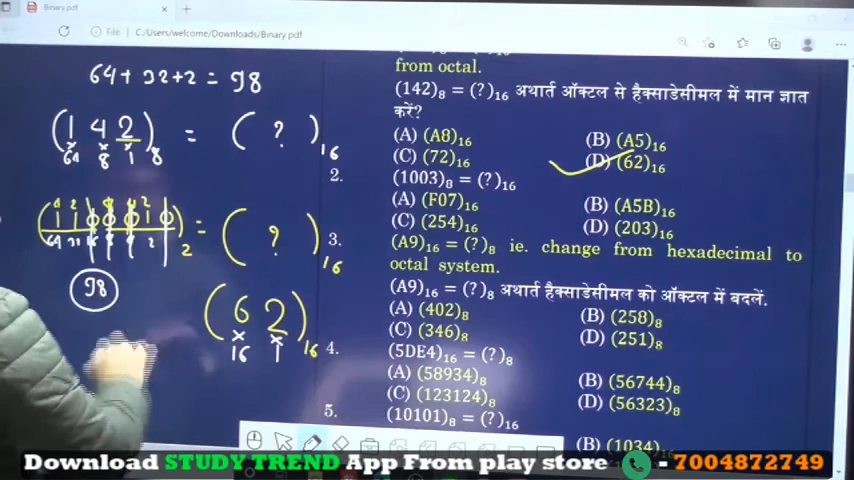 Binary.pdf
File | C:/Users/welcome/Downloads/Binary.pdf
64 + 32 + 2 = 98
(1 4 2)8 = ( ? )16
64 8 1
= ( ? )16
98
(6 2)16
16 1
from octal.
(142)8 = (?)16 अथार्त ऑक्टल से हैक्साडेसीमल में मान ज्ञात
करें?
(A) (A8)16
(B) (A5)16
(C) (72)16
(D) (62)16
2. (1003)8 = (?)16
(A) (F07)16
(B) (A5B)16
(C) (254)16
(D) (203)16
3. (A9)16 = (?)8 ie. change from hexadecimal to
octal system.
(A9)16 = (?)8 अथार्त हैक्साडेसीमल को ऑक्टल में बदलें.
(A) (402)8
(B) (258)8
(C) (346)8
(D) (251)8
4. (5DE4)16 = (?)8
(A) (58934)8
(B) (56744)8
(C) (123124)8
(D) (56323)8
5. (10101)8 = (?)16
(B) (1034)16
Download STUDY TREND App From play store - 7004872749